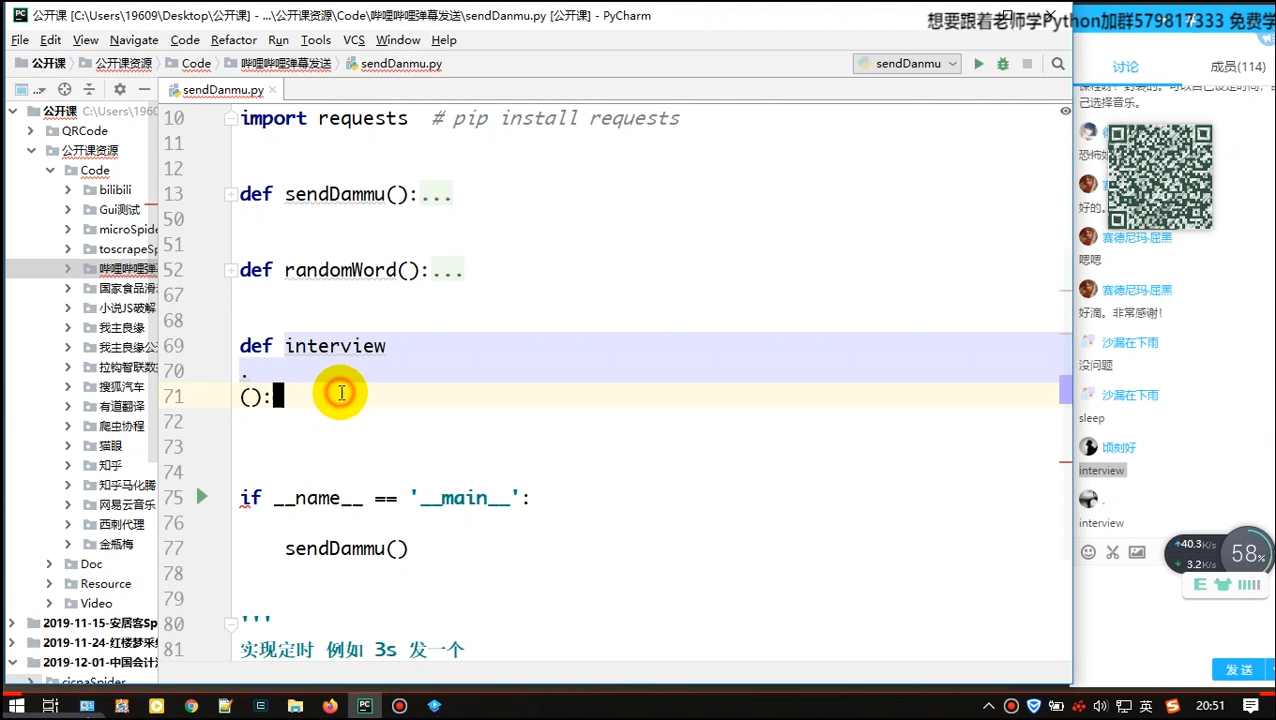 公开课 [C:\Users\19609\Desktop\公开课] - ...\公开课资源\Code\哔哩哔哩弹幕发送\sendDanmu.py [公开课] - PyCharm
想要跟着老师学Python加群579817333 免费学
File Edit View Navigate Code Refactor Run Tools VCS Window Help
公开课 公开课资源 Code 哔哩哔哩弹幕发送 sendDanmu.py
sendDanmu
讨论 成员(114)
sendDanmu.py
公开课 C:\Users\1960
QRCode
公开课资源
Code
bilibili
Gui测试
microSpide
toscrapeSp
哔哩哔哩弹
国家食品
小说JS破解
我主良缘
我主良缘公
拉构智联数
搜狐汽车
有道翻译
爬虫协程
猫眼
知乎
知乎马化腾
网易云音乐
西刺代理
金瓶梅
Doc
Resource
Video
2019-11-15-安居客Sp
2019-11-24-红楼梦采
2019-12-01-中国会计
cicpaSpider
10 import requests # pip install requests
11
12
13 def sendDammu():...
50
51
52 def randomWord():...
67
68
69 def interview
70 .
71 ():
72
73
74
75 if __name__ == '__main__':
76
77 sendDammu()
78
79
80 '''
81 实现定时 例如 3s 发一个
己选择音乐。
好的。
赛德尼玛·屈黑
嗯嗯
赛德尼玛·屈黑
好滴。非常感谢!
沙漏在下雨
没问题
沙漏在下雨
sleep
顷刻好
interview
.
interview
40.3K/s
3.2K/s
58%
E
发送
英
20:51